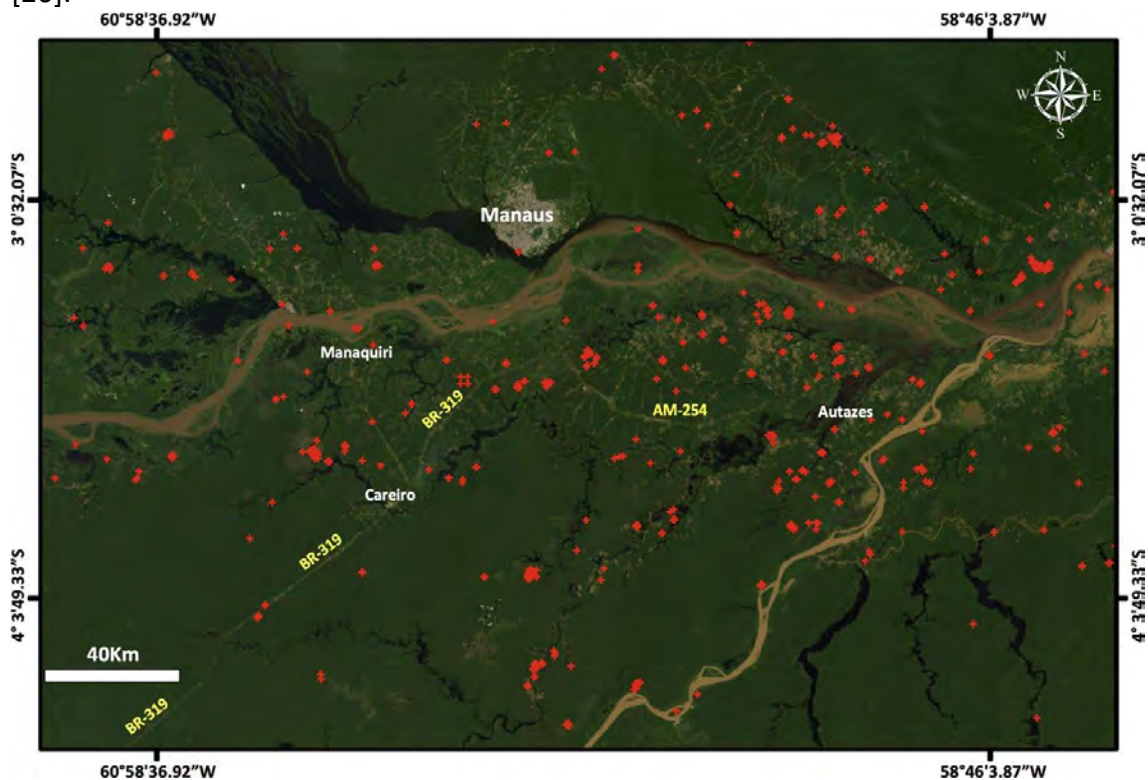 60°58'36.92"W
58°46'3.87"W
N
W E
S
3° 0'32.07"S
3° 0'32.07"S
Manaus
Manaquiri
BR-319
AM-254
Autazes
Careiro
BR-319
4° 3'49.33"S
4° 3'49.33"S
40Km
BR-319
60°58'36.92"W
58°46'3.87"W